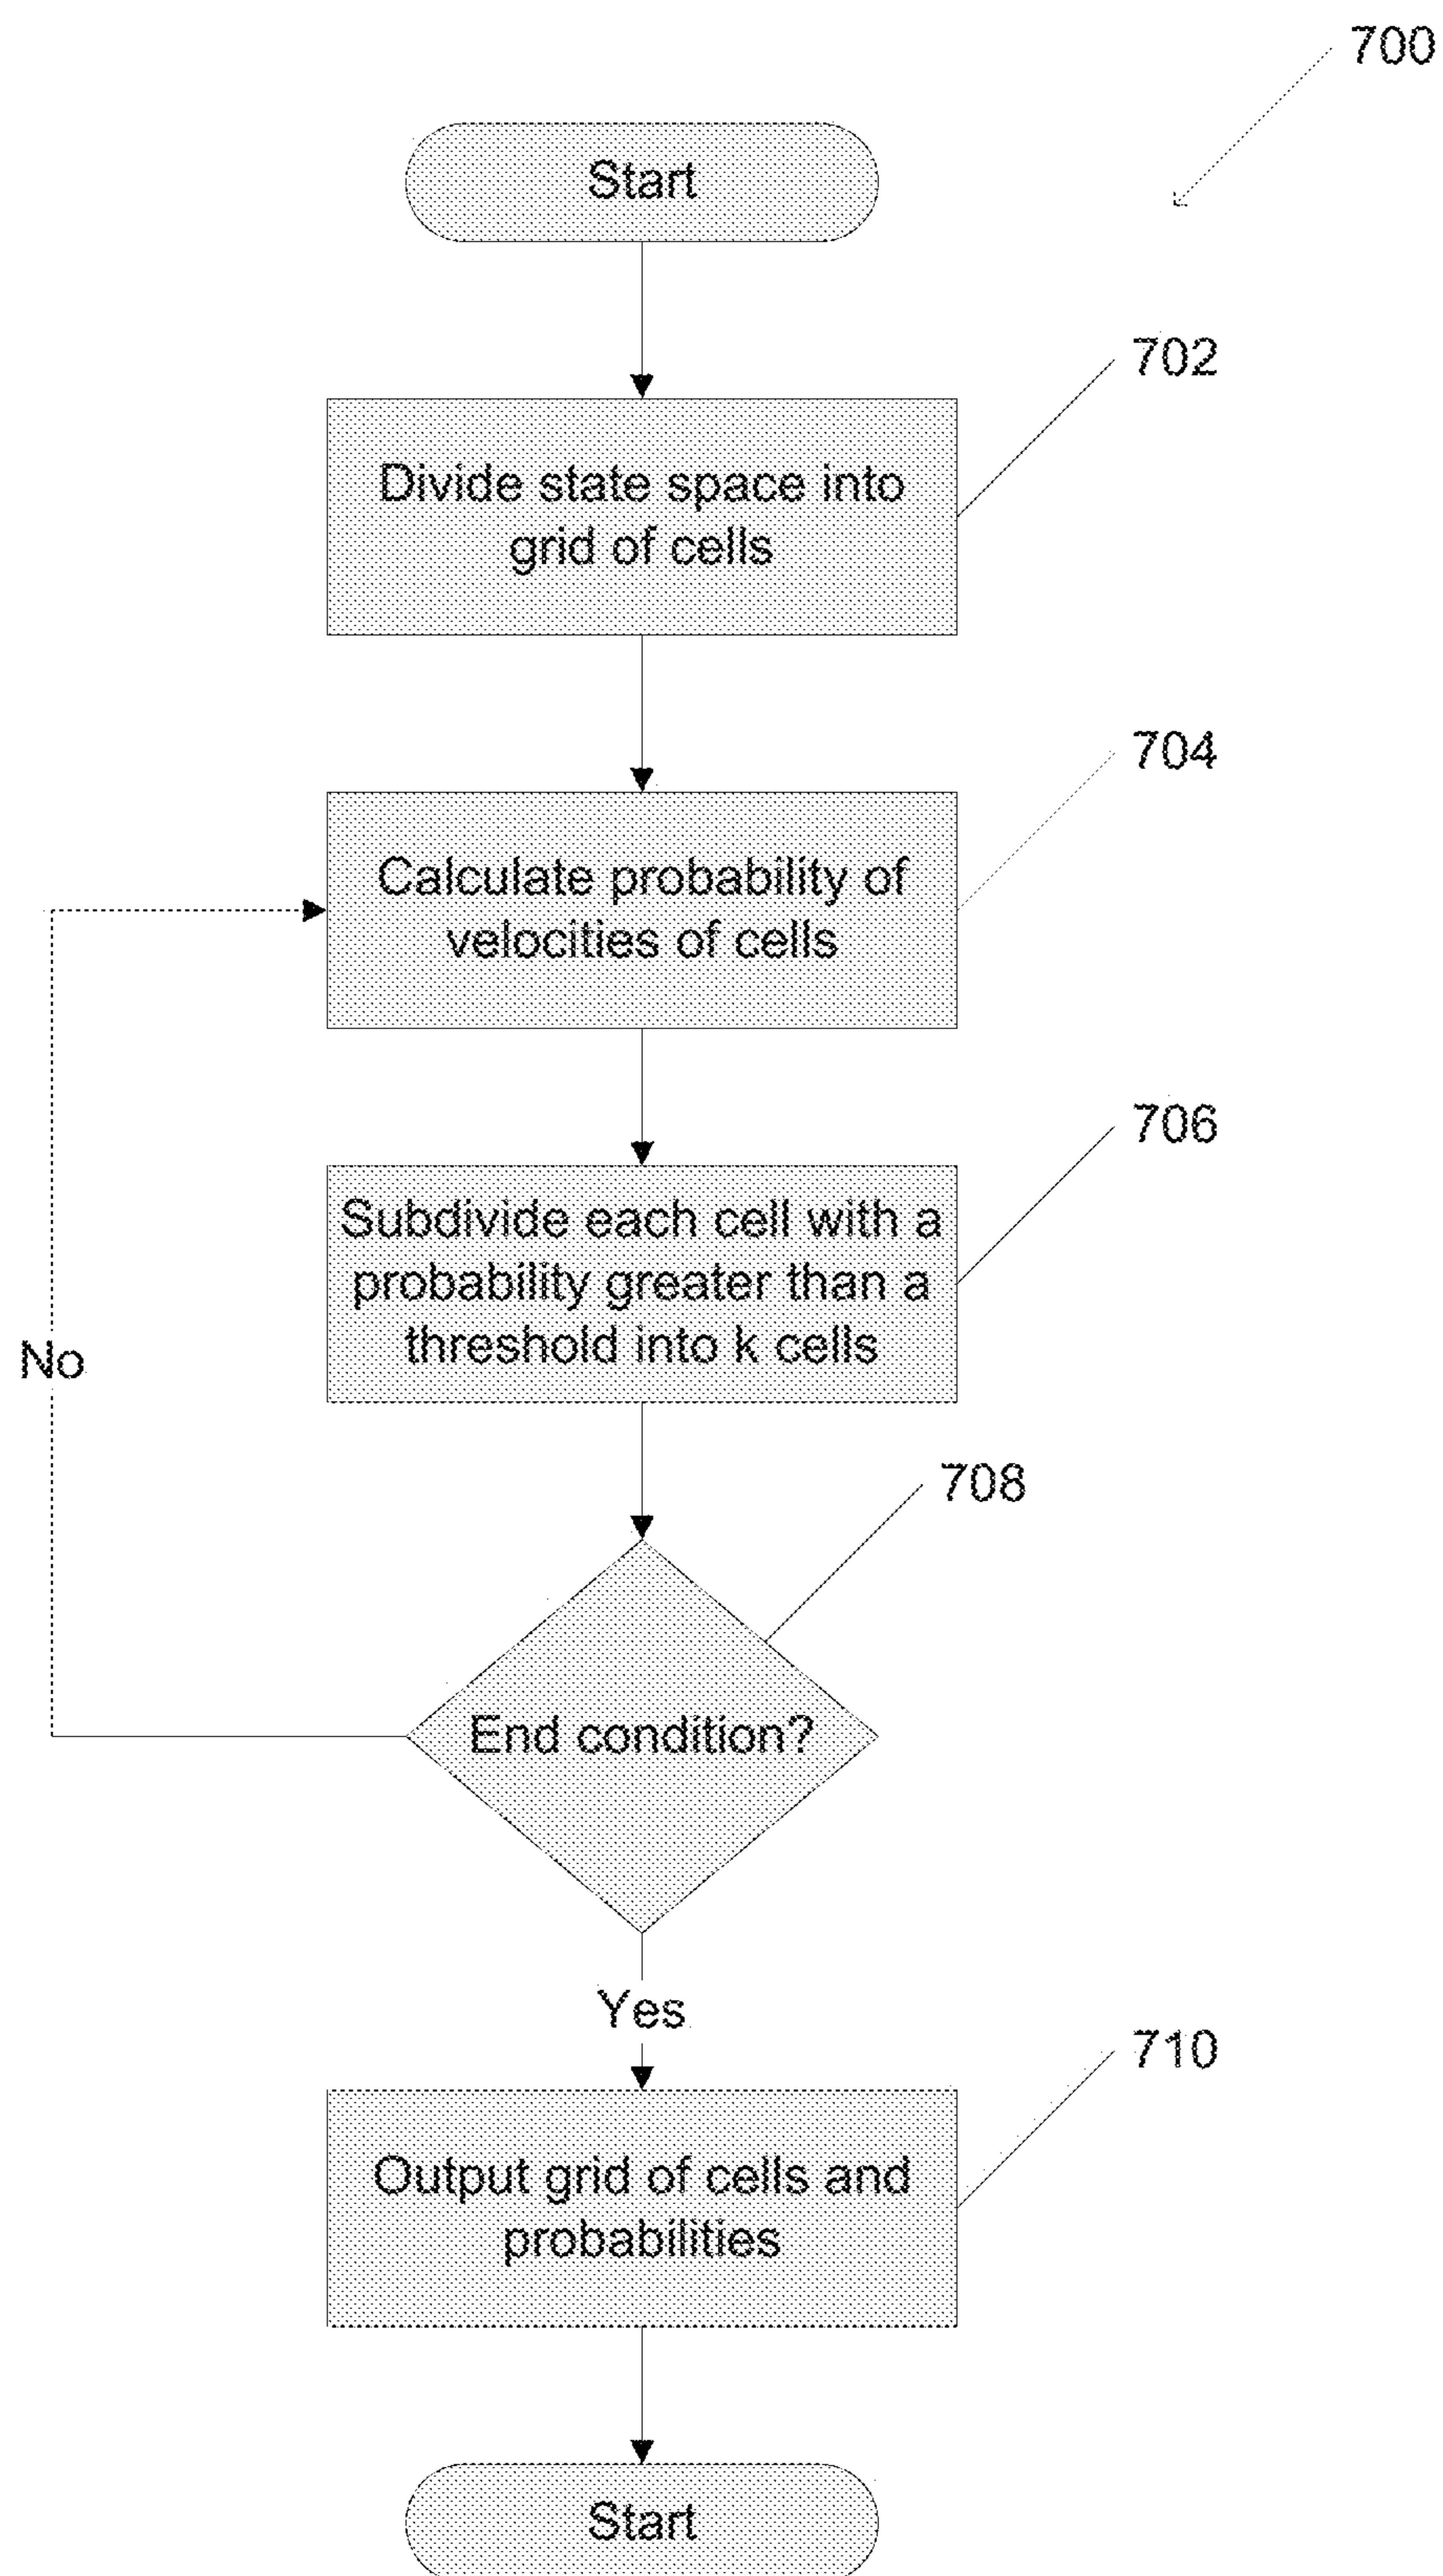 700
Start
702
Divide state space into
grid of cells
704
Calculate probability of
velocities of cells
706
Subdivide each cell with a
probability greater than a
threshold into k cells
No
708
End condition?
Yes
710
Output grid of cells and
probabilities
Start